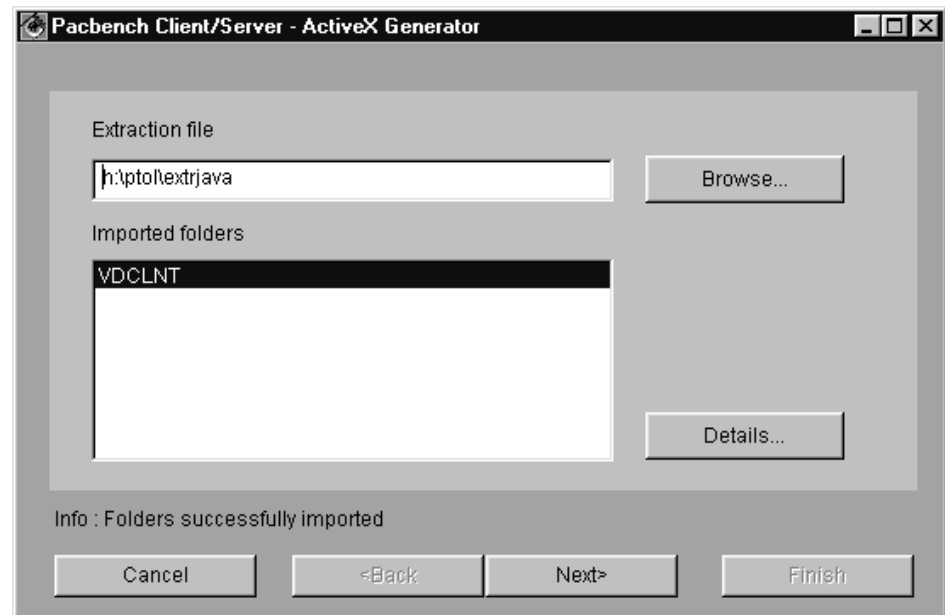 Pacbench Client/Server - ActiveX Generator
Extraction file
h:\ptol\extrjava
Browse...
Imported folders
VDCLNT
Details...
Info : Folders successfully imported
Cancel
<Back
Next>
Finish